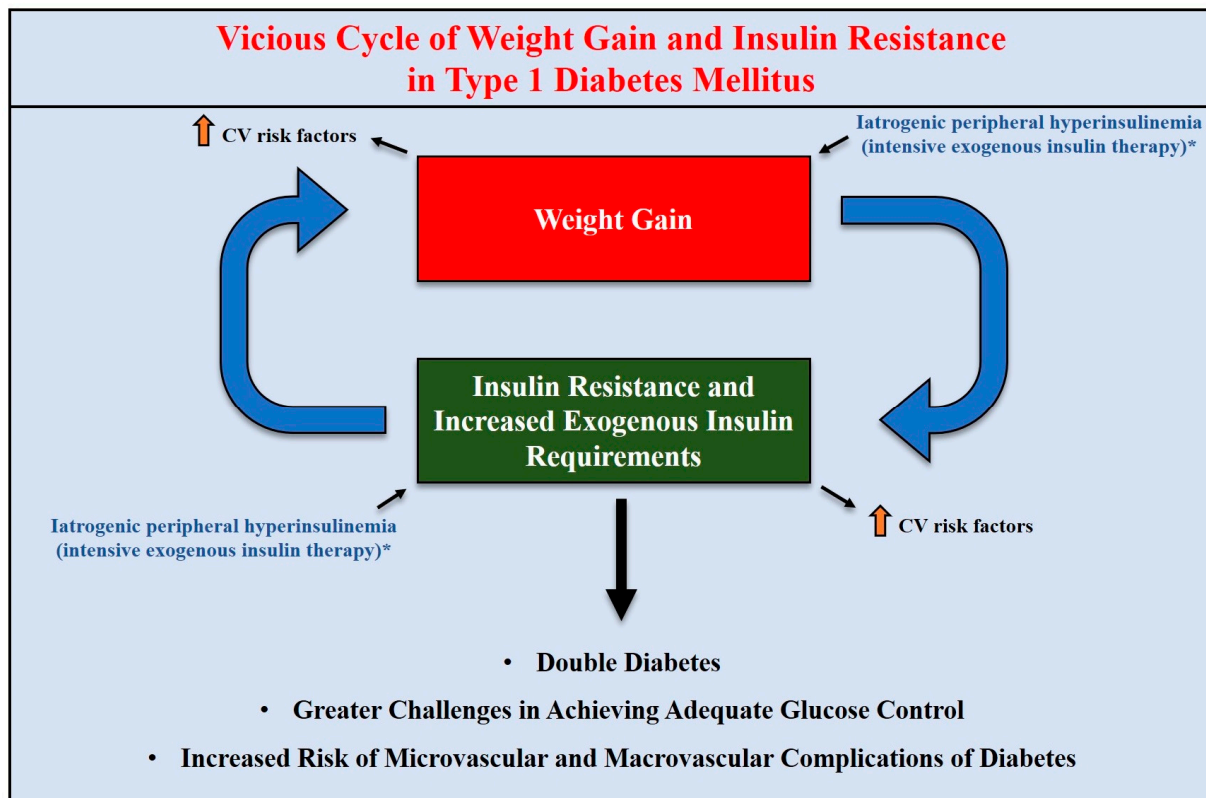 Vicious Cycle of Weight Gain and Insulin Resistance
in Type 1 Diabetes Mellitus
CV risk factors
Iatrogenic peripheral hyperinsulinemia
(intensive exogenous insulin therapy)*
Weight Gain
Insulin Resistance and
Increased Exogenous Insulin
Requirements
Iatrogenic peripheral hyperinsulinemia
(intensive exogenous insulin therapy)*
CV risk factors
• Double Diabetes
• Greater Challenges in Achieving Adequate Glucose Control
• Increased Risk of Microvascular and Macrovascular Complications of Diabetes